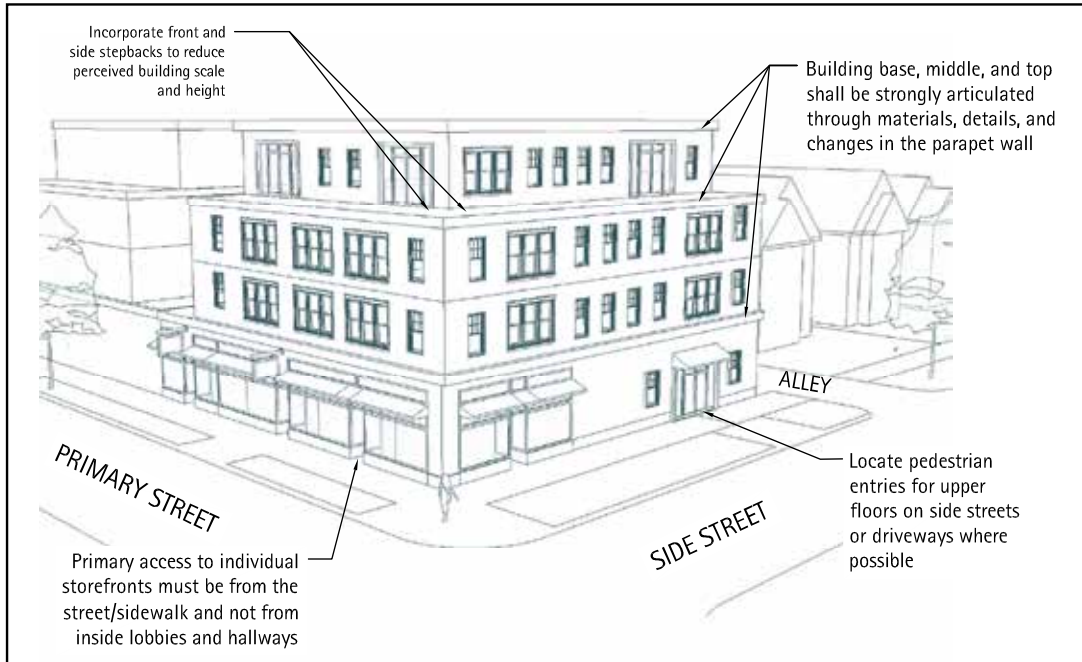 Incorporate front and
side stepbacks to reduce
perceived building scale
and height
Building base, middle, and top
shall be strongly articulated
through materials, details, and
changes in the parapet wall
ALLEY
PRIMARY STREET
SIDE STREET
Locate pedestrian
entries for upper
floors on side streets
or driveways where
possible
Primary access to individual
storefronts must be from the
street/sidewalk and not from
inside lobbies and hallways